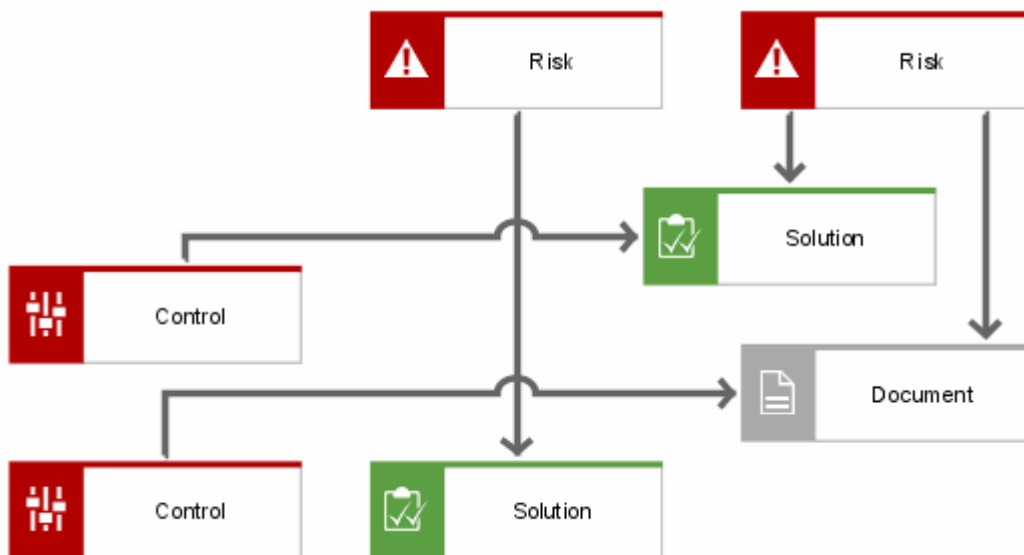 Risk
Risk
Solution
Control
Document
Control
Solution